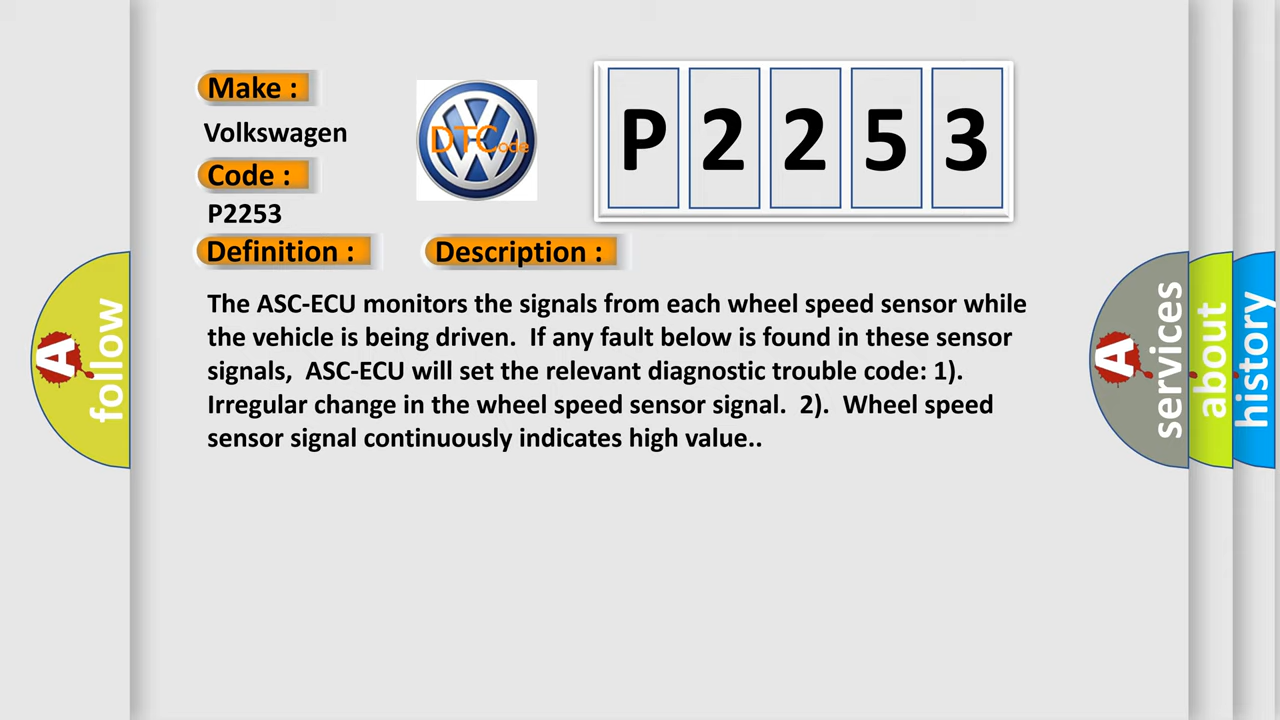 Make :
Volkswagen
Code :
P2253
Definition :
Description :
DTCode
P 2 2 5 3
The ASC-ECU monitors the signals from each wheel speed sensor while
the vehicle is being driven. If any fault below is found in these sensor
signals, ASC-ECU will set the relevant diagnostic trouble code: 1).
Irregular change in the wheel speed sensor signal. 2). Wheel speed
sensor signal continuously indicates high value..
A follow
A services
about
history